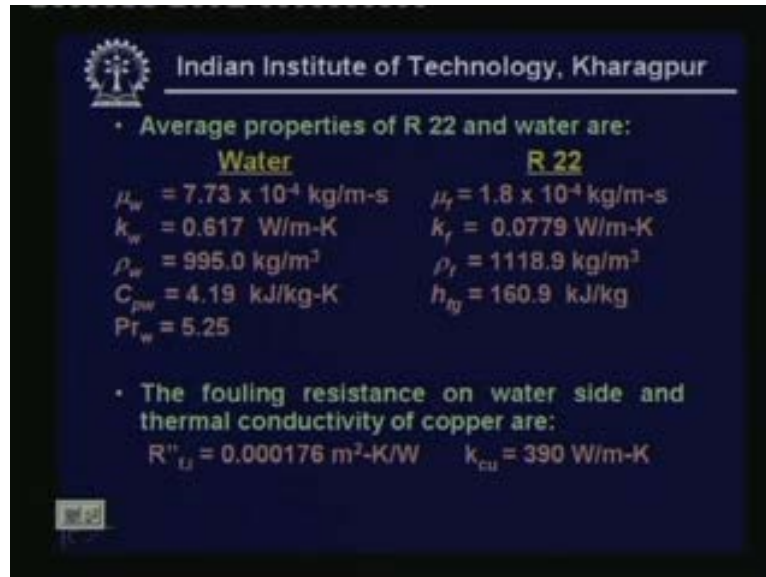 Indian Institute of Technology, Kharagpur
• Average properties of R 22 and water are:
Water R 22
μw = 7.73 x 10⁻⁴ kg/m-s μf = 1.8 x 10⁻⁴ kg/m-s
kw = 0.617 W/m-K kf = 0.0779 W/m-K
ρw = 995.0 kg/m³ ρf = 1118.9 kg/m³
Cpw = 4.19 kJ/kg-K hfg = 160.9 kJ/kg
Prw = 5.25
• The fouling resistance on water side and
thermal conductivity of copper are:
R"f,i = 0.000176 m²-K/W kcu = 390 W/m-K